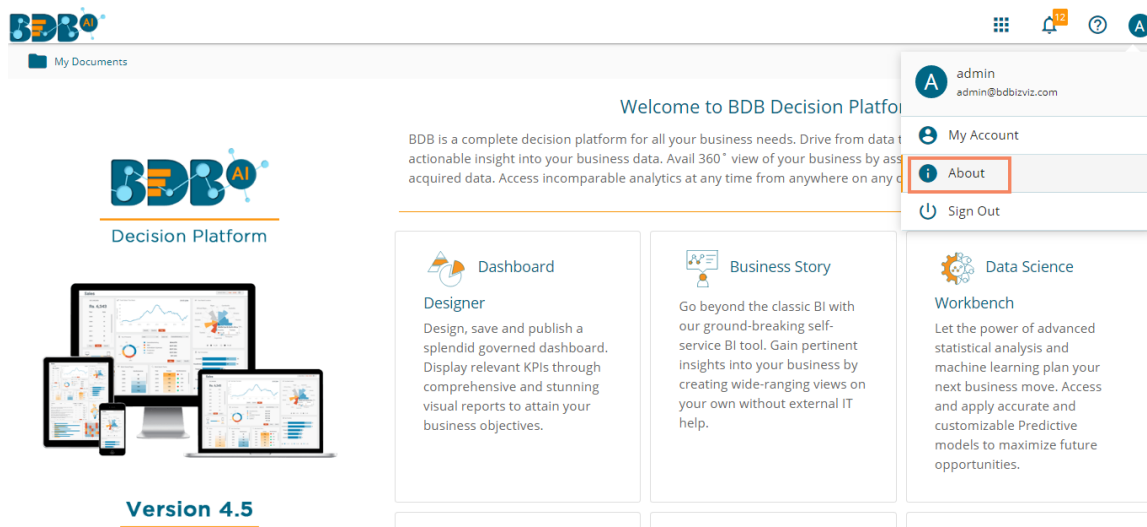 BDB AI
12
A
My Documents
A
admin
admin@bdbizviz.com
My Account
About
Sign Out
Welcome to BDB Decision Platfo
BDB is a complete decision platform for all your business needs. Drive from data t
actionable insight into your business data. Avail 360˚ view of your business by ass
acquired data. Access incomparable analytics at any time from anywhere on any
BDB AI
Decision Platform
Version 4.5
Dashboard
Designer
Design, save and publish a
splendid governed dashboard.
Display relevant KPIs through
comprehensive and stunning
visual reports to attain your
business objectives.
Business Story
Go beyond the classic BI with
our ground-breaking self-
service BI tool. Gain pertinent
insights into your business by
creating wide-ranging views on
your own without external IT
help.
Data Science
Workbench
Let the power of advanced
statistical analysis and
machine learning plan your
next business move. Access
and apply accurate and
customizable Predictive
models to maximize future
opportunities.